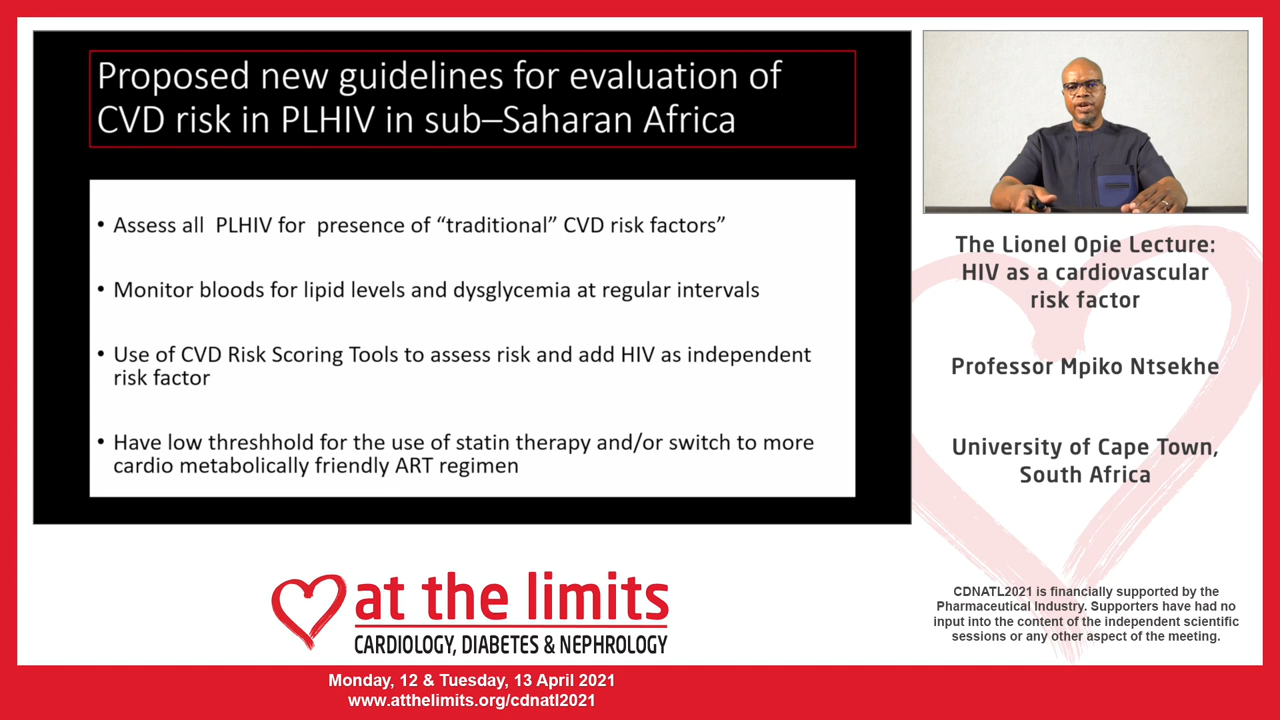 Proposed new guidelines for evaluation of
CVD risk in PLHIV in sub–Saharan Africa
• Assess all PLHIV for presence of “traditional” CVD risk factors”
• Monitor bloods for lipid levels and dysglycemia at regular intervals
• Use of CVD Risk Scoring Tools to assess risk and add HIV as independent
risk factor
• Have low threshhold for the use of statin therapy and/or switch to more
cardio metabolically friendly ART regimen
The Lionel Opie Lecture:
HIV as a cardiovascular
risk factor
Professor Mpiko Ntsekhe
University of Cape Town,
South Africa
CDNATL2021 is financially supported by the
Pharmaceutical Industry. Supporters have had no
input into the content of the independent scientific
sessions or any other aspect of the meeting.
at the limits
CARDIOLOGY, DIABETES & NEPHROLOGY
Monday, 12 & Tuesday, 13 April 2021
www.atthelimits.org/cdnatl2021